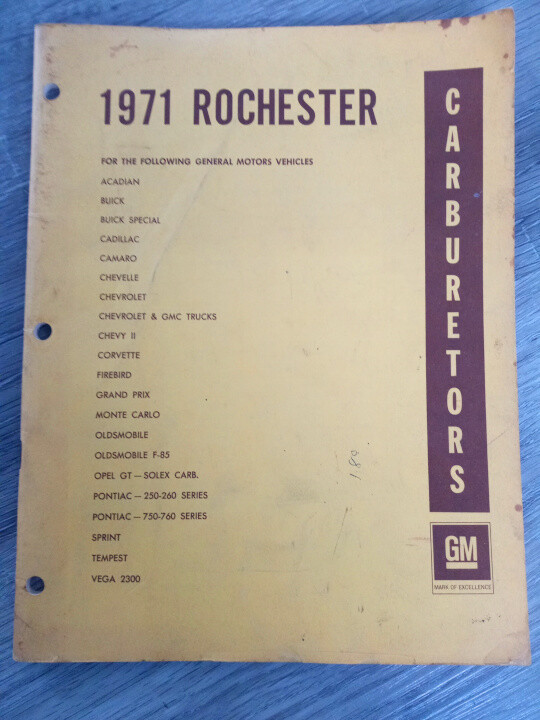 1971 ROCHESTER
FOR THE FOLLOWING GENERAL MOTORS VEHICLES
ACADIAN
BUICK
BUICK SPECIAL
CADILLAC
CAMARO
CHEVELLE
CHEVROLET
CHEVROLET & GMC TRUCKS
CHEVY II
CORVETTE
FIREBIRD
GRAND PRIX
MONTE CARLO
OLDSMOBILE
OLDSMOBILE F-85
OPEL GT — SOLEX CARB.
PONTIAC — 250-260 SERIES
PONTIAC — 750-760 SERIES
SPRINT
TEMPEST
VEGA 2300
CARBURETORS
GM
MARK OF EXCELLENCE